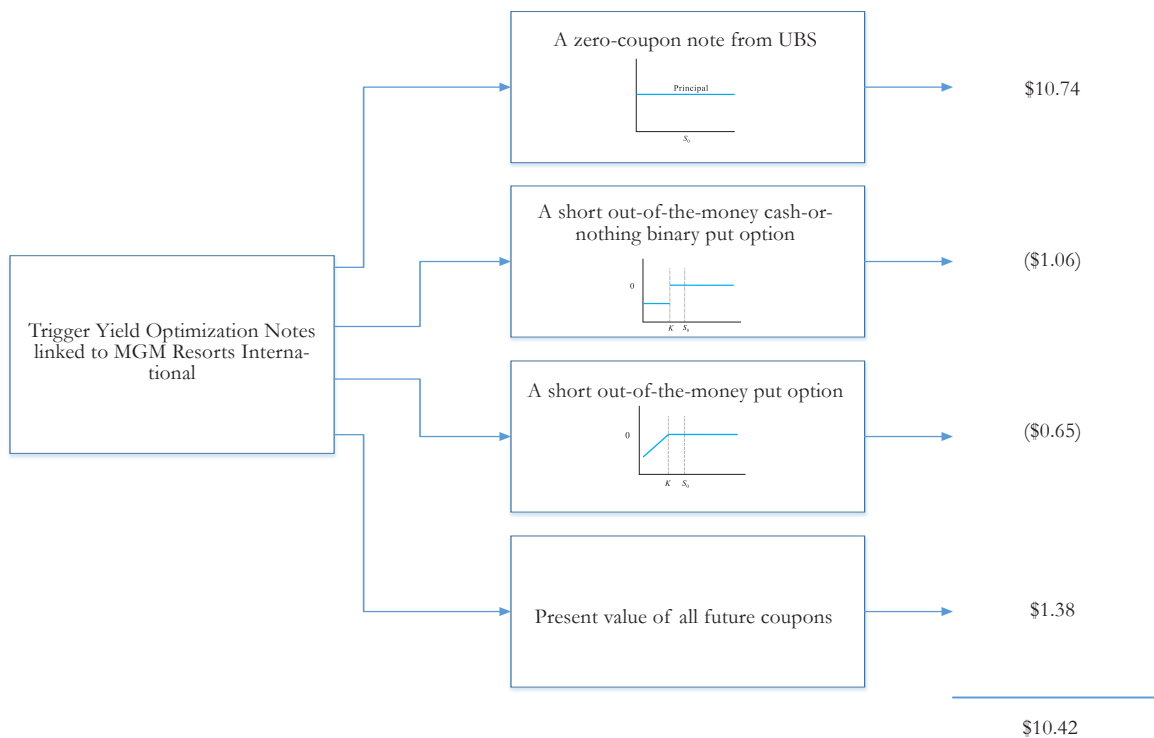 A zero-coupon note from UBS
Principal
S₀
$10.74
A short out-of-the-money cash-or-
nothing binary put option
0
K S₀
($1.06)
Trigger Yield Optimization Notes
linked to MGM Resorts Interna-
tional
A short out-of-the-money put option
0
K S₀
($0.65)
Present value of all future coupons
$1.38
$10.42